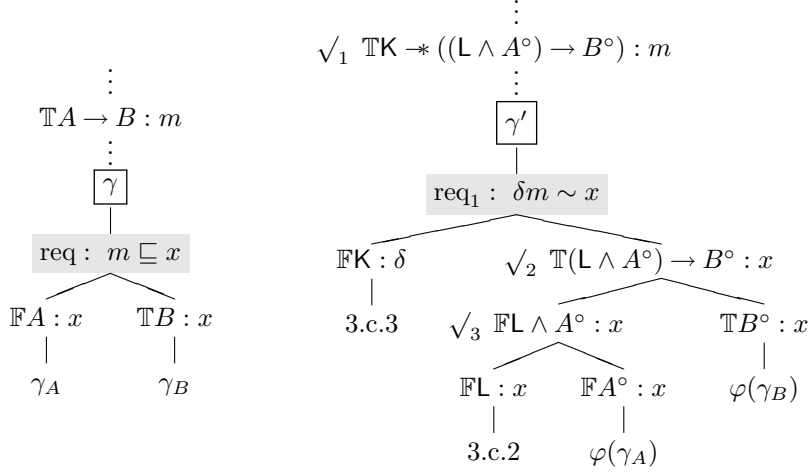 √₁ 𝕋K −∗ ((L ∧ A°) → B°) : m
𝕋A → B : m
γ′
γ
req₁ : δm ∼ x
req : m ⊑ x
𝔽K : δ
√₂ 𝕋(L ∧ A°) → B° : x
𝔽A : x
𝕋B : x
3.c.3
√₃ 𝔽L ∧ A° : x
𝕋B° : x
γ_A
γ_B
𝔽L : x
𝔽A° : x
φ(γ_B)
3.c.2
φ(γ_A)